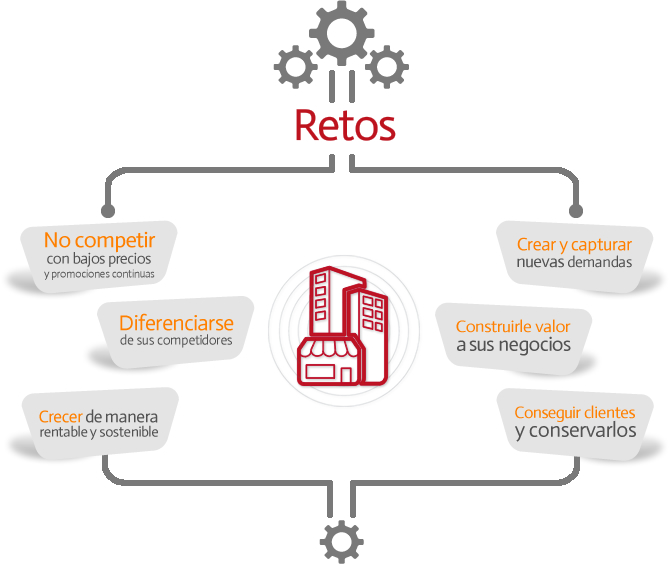 Retos
No competir
con bajos precios
y promociones continuas
Diferenciarse
de sus competidores
Crecer de manera
rentable y sostenible
Crear y capturar
nuevas demandas
Construirle valor
a sus negocios
Conseguir clientes
y conservarlos